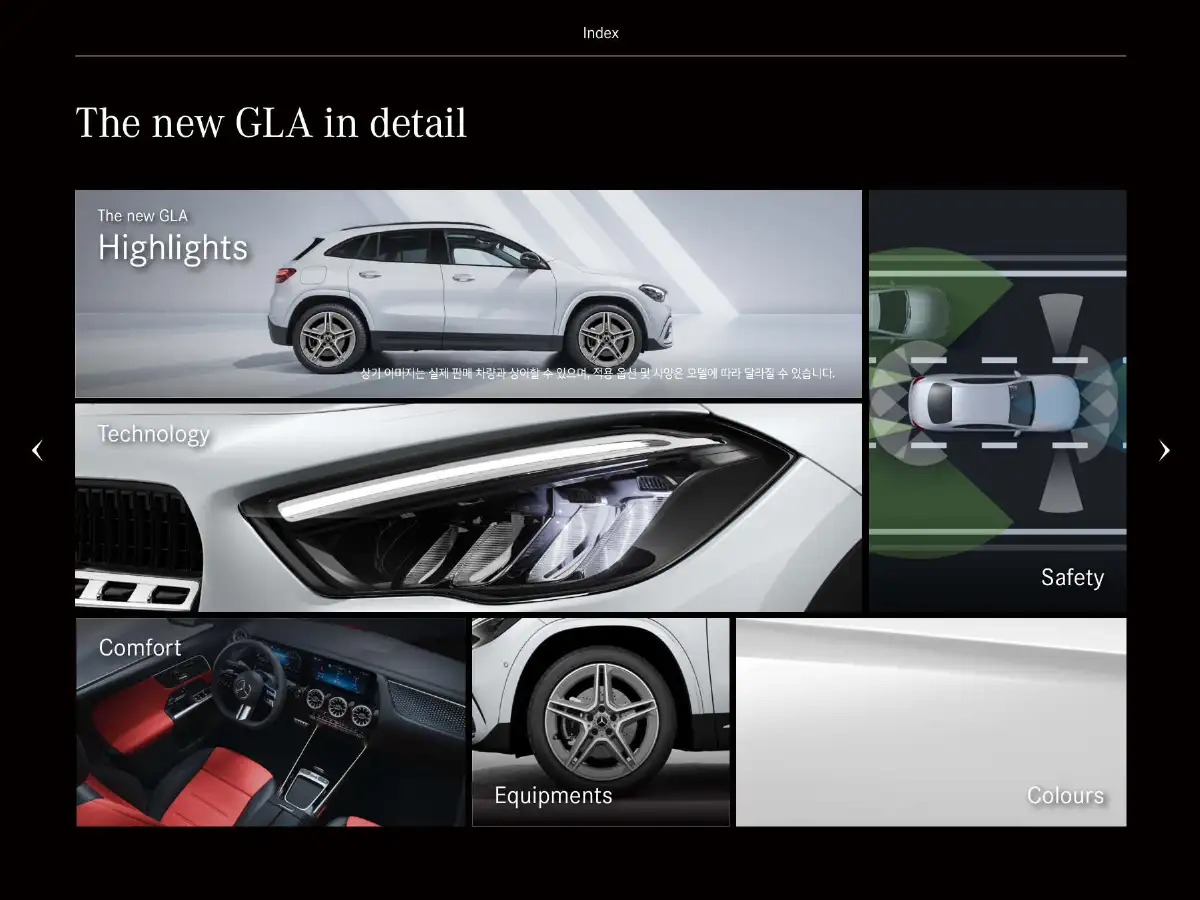 Index
The new GLA in detail
The new GLA
Highlights
상기 이미지는 실제 판매 차량과 상이할 수 있으며, 적용 옵션 및 사양은 모델에 따라 달라질 수 있습니다.
Technology
Safety
Comfort
Equipments
Colours